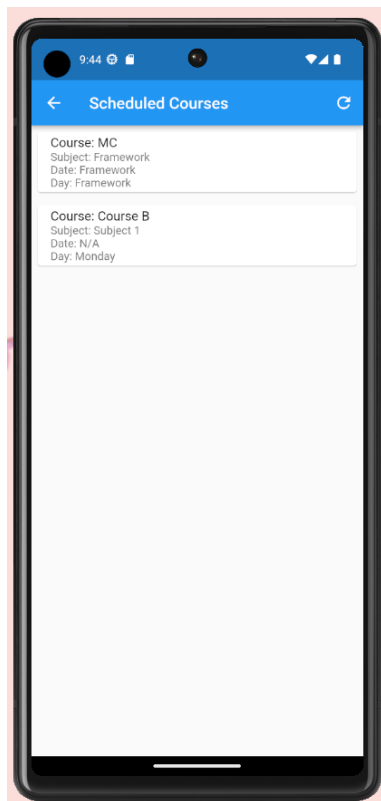 9:44
Scheduled Courses
Course: MC
Subject: Framework
Date: Framework
Day: Framework
Course: Course B
Subject: Subject 1
Date: N/A
Day: Monday